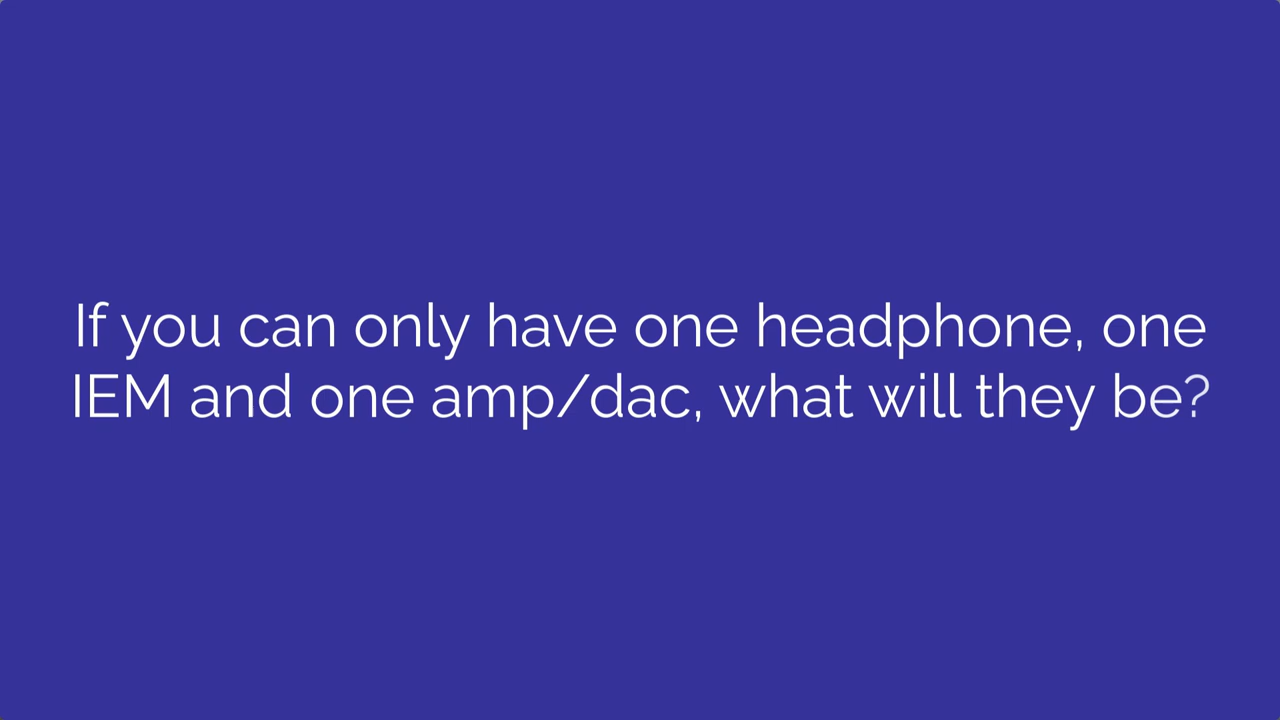 If you can only have one headphone, one
IEM and one amp/dac, what will they be?